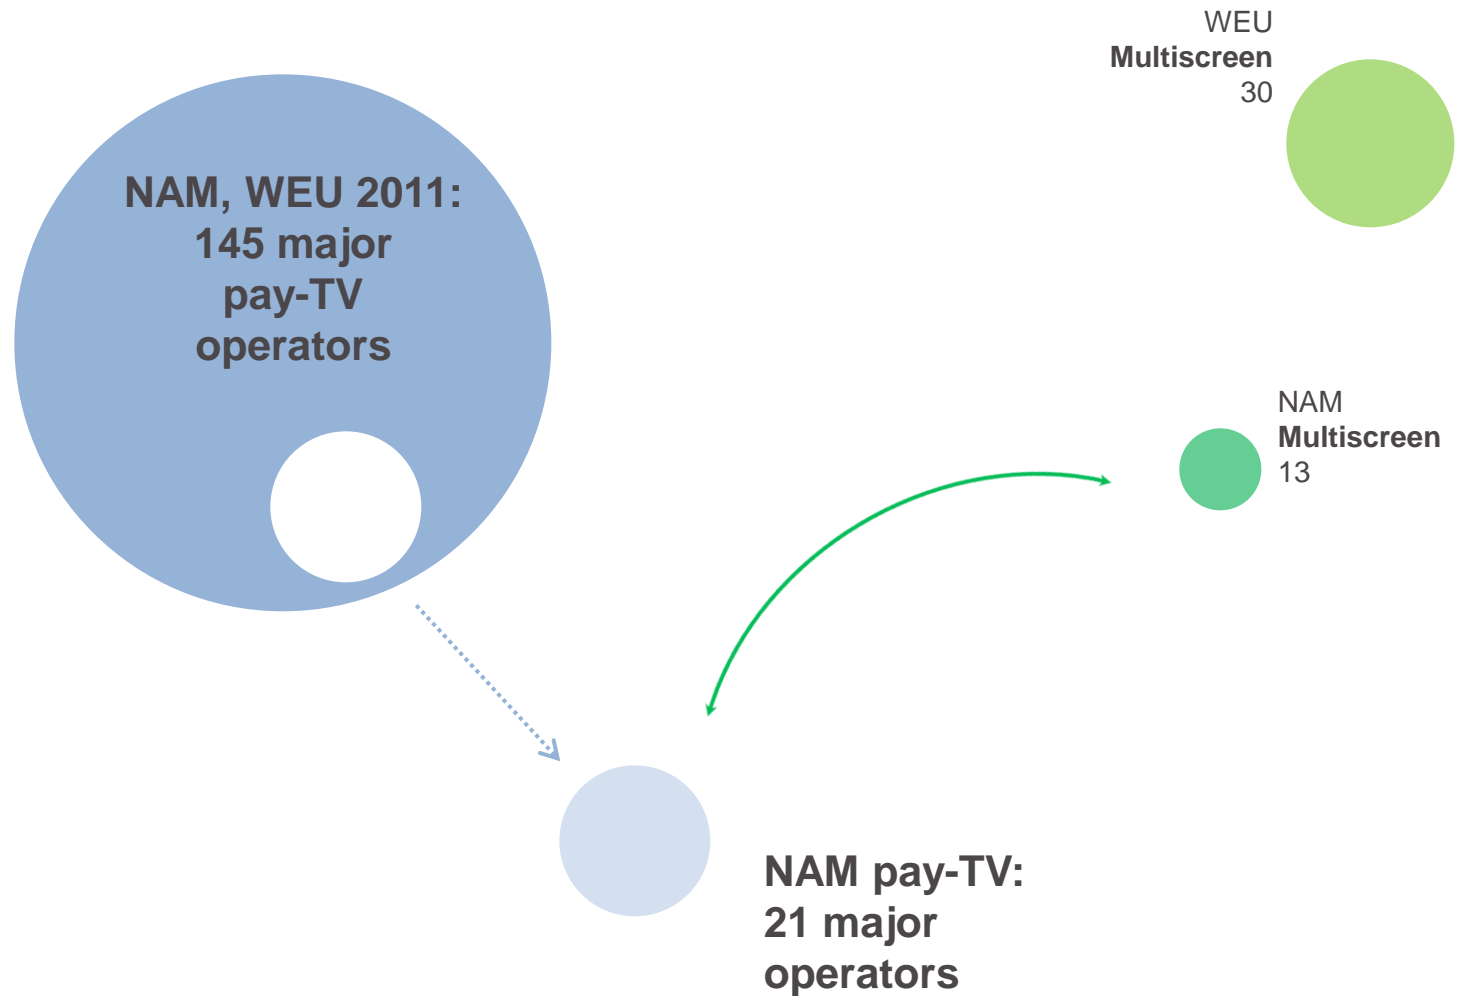 WEU
Multiscreen
30
NAM, WEU 2011:
145 major
pay-TV
operators
NAM
Multiscreen
13
NAM pay-TV:
21 major
operators